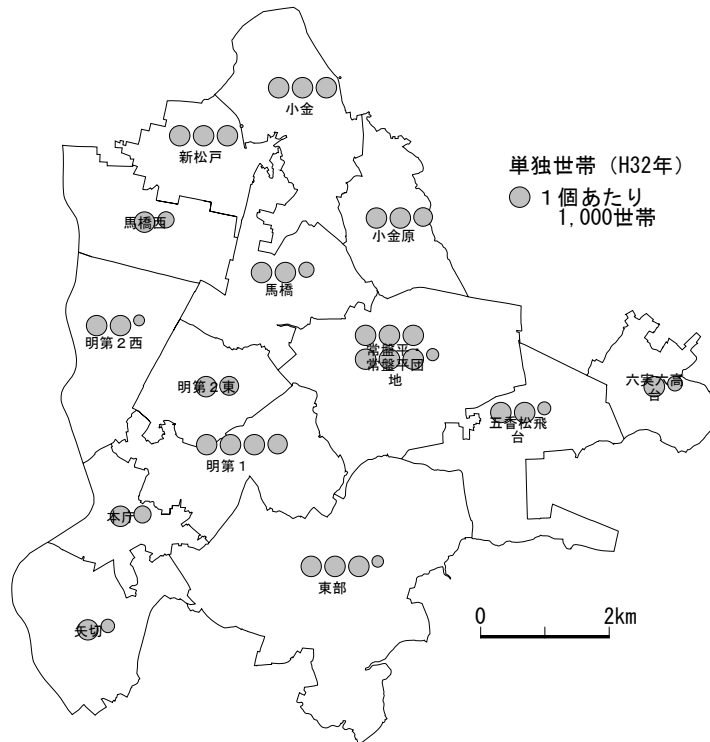 小金
新松戸
単独世帯（H32年）
１個あたり
1,000世帯
馬橋西
小金原
馬橋
明第２西
常盤平・
常盤平団
地
明第２東
六実六高
台
五香松飛
台
明第１
本庁
東部
0 2km
矢切